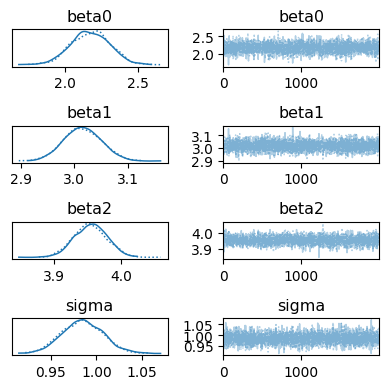 beta0 beta0
2.5
2.0
2.0 2.5 0 1000
beta1 beta1
3.1
3.0
2.9
2.9 3.0 3.1 0 1000
beta2 beta2
4.0
3.9
3.9 4.0 0 1000
sigma sigma
1.05
1.00
0.95
0.95 1.00 1.05 0 1000